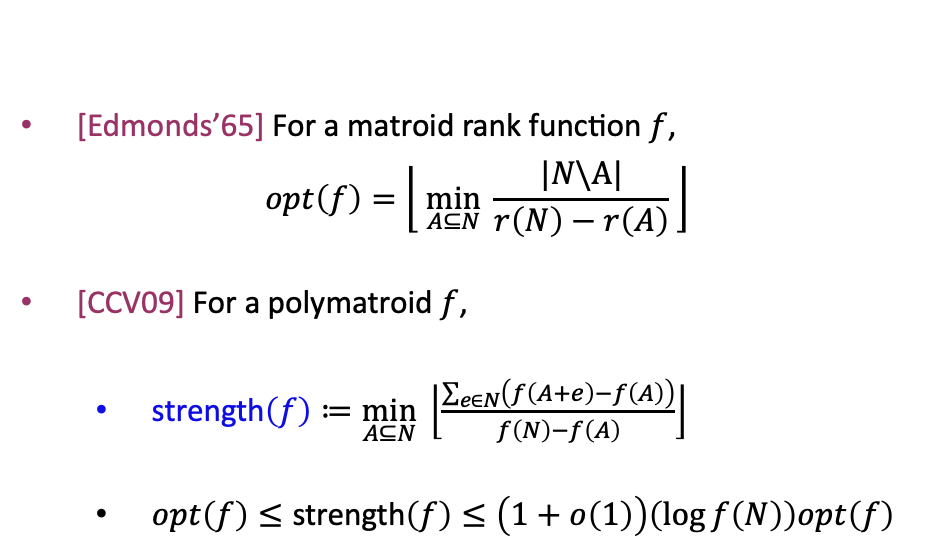 • [Edmonds’65] For a matroid rank function f,
opt(f) = ⌊ min_{A⊆N} |N\A| / (r(N) − r(A)) ⌋
• [CCV09] For a polymatroid f,
• strength(f) ≔ min_{A⊆N} ⌊ ∑_{e∈N}(f(A+e)−f(A)) / (f(N)−f(A)) ⌋
• opt(f) ≤ strength(f) ≤ (1 + o(1))(log f(N))opt(f)